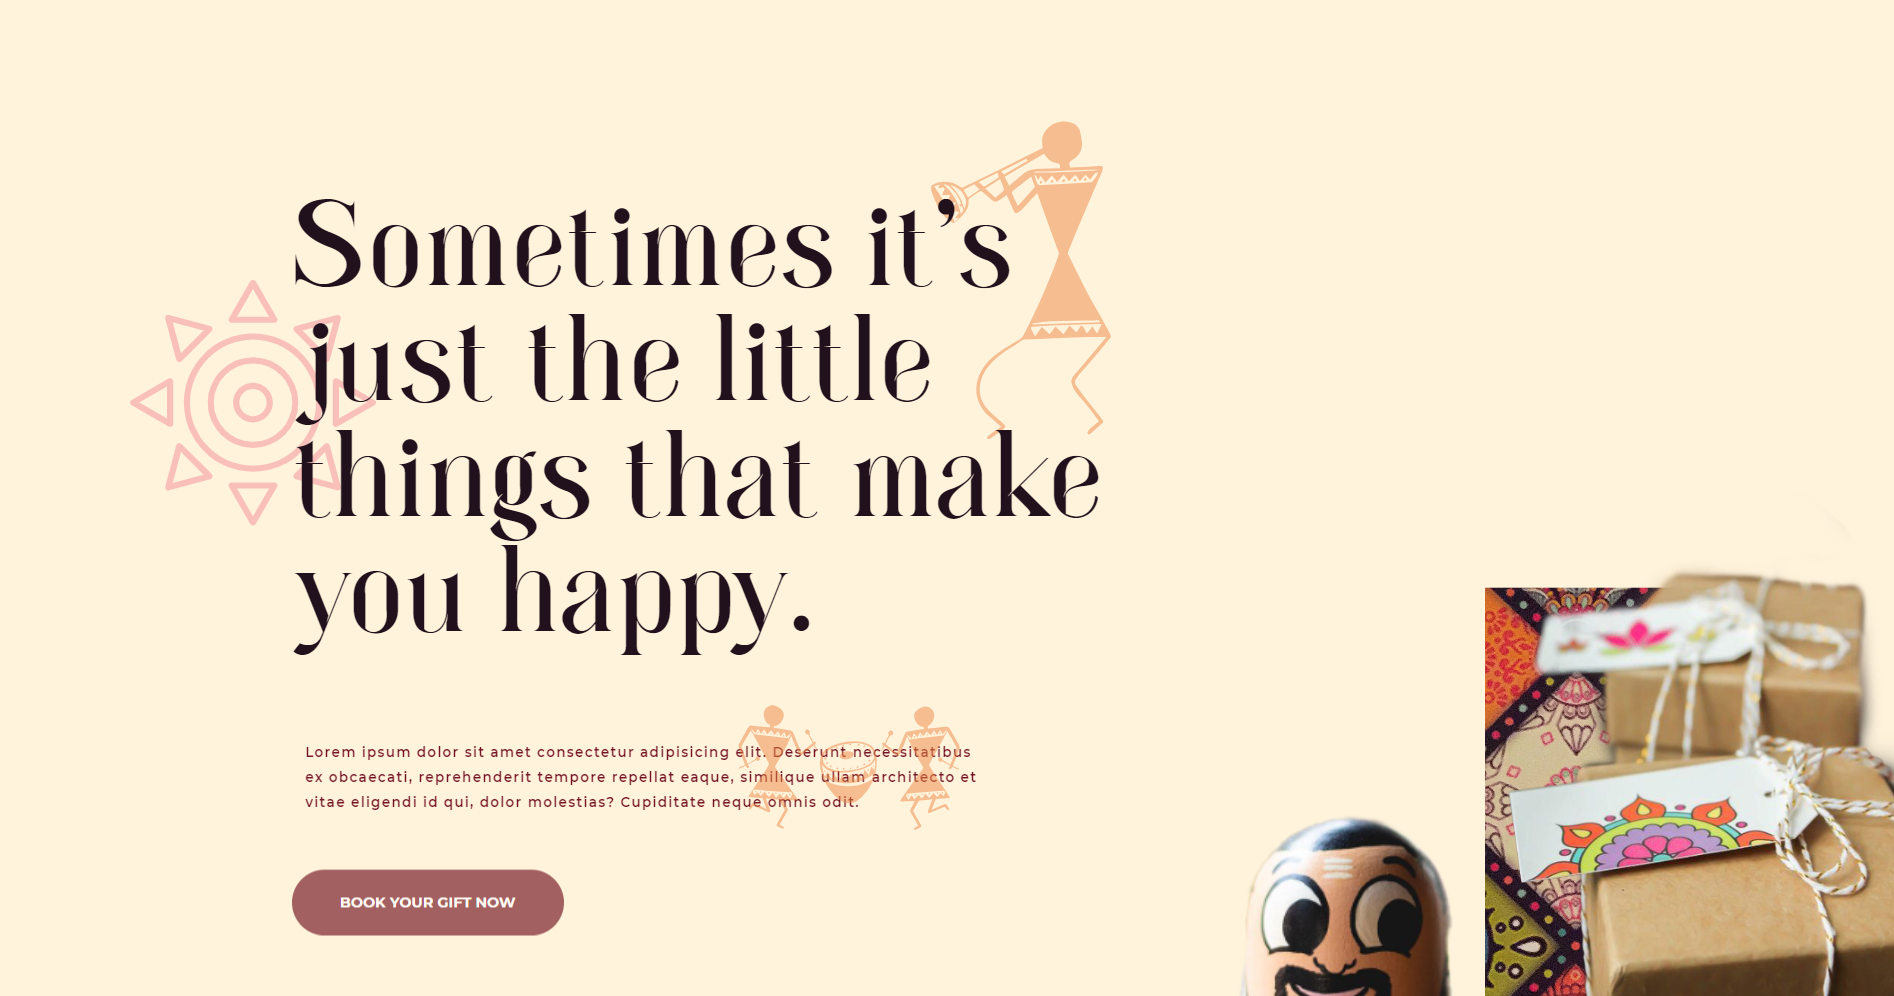 Sometimes it’s
just the little
things that make
you happy.
Lorem ipsum dolor sit amet consectetur adipisicing elit. Deserunt necessitatibus
ex obcaecati, reprehenderit tempore repellat eaque, similique ullam architecto et
vitae eligendi id qui, dolor molestias? Cupiditate neque omnis odit.
BOOK YOUR GIFT NOW